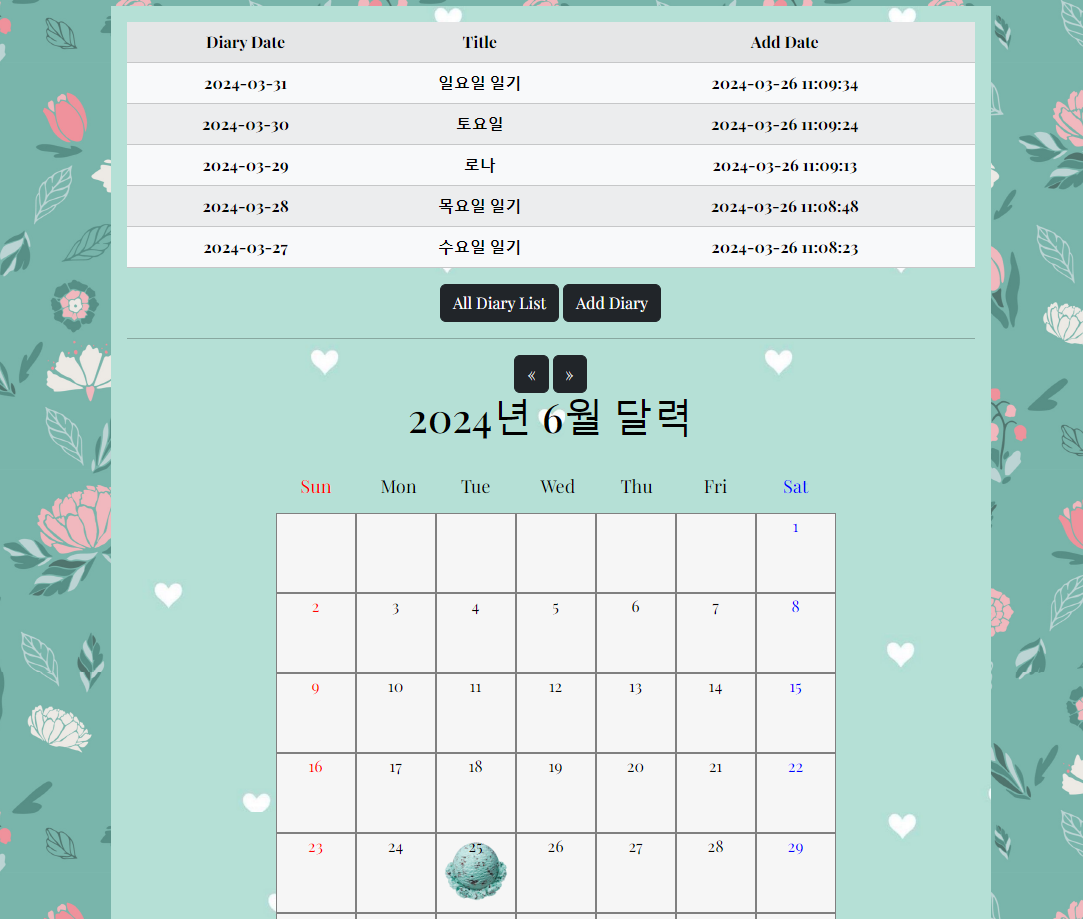 Diary Date Title Add Date
2024-03-31 일요일 일기 2024-03-26 11:09:34
2024-03-30 토요일 2024-03-26 11:09:24
2024-03-29 로나 2024-03-26 11:09:13
2024-03-28 목요일 일기 2024-03-26 11:08:48
2024-03-27 수요일 일기 2024-03-26 11:08:23
All Diary List Add Diary
« »
2024년 6월 달력
Sun Mon Tue Wed Thu Fri Sat
1
2 3 4 5 6 7 8
9 10 11 12 13 14 15
16 17 18 19 20 21 22
23 24 25 26 27 28 29